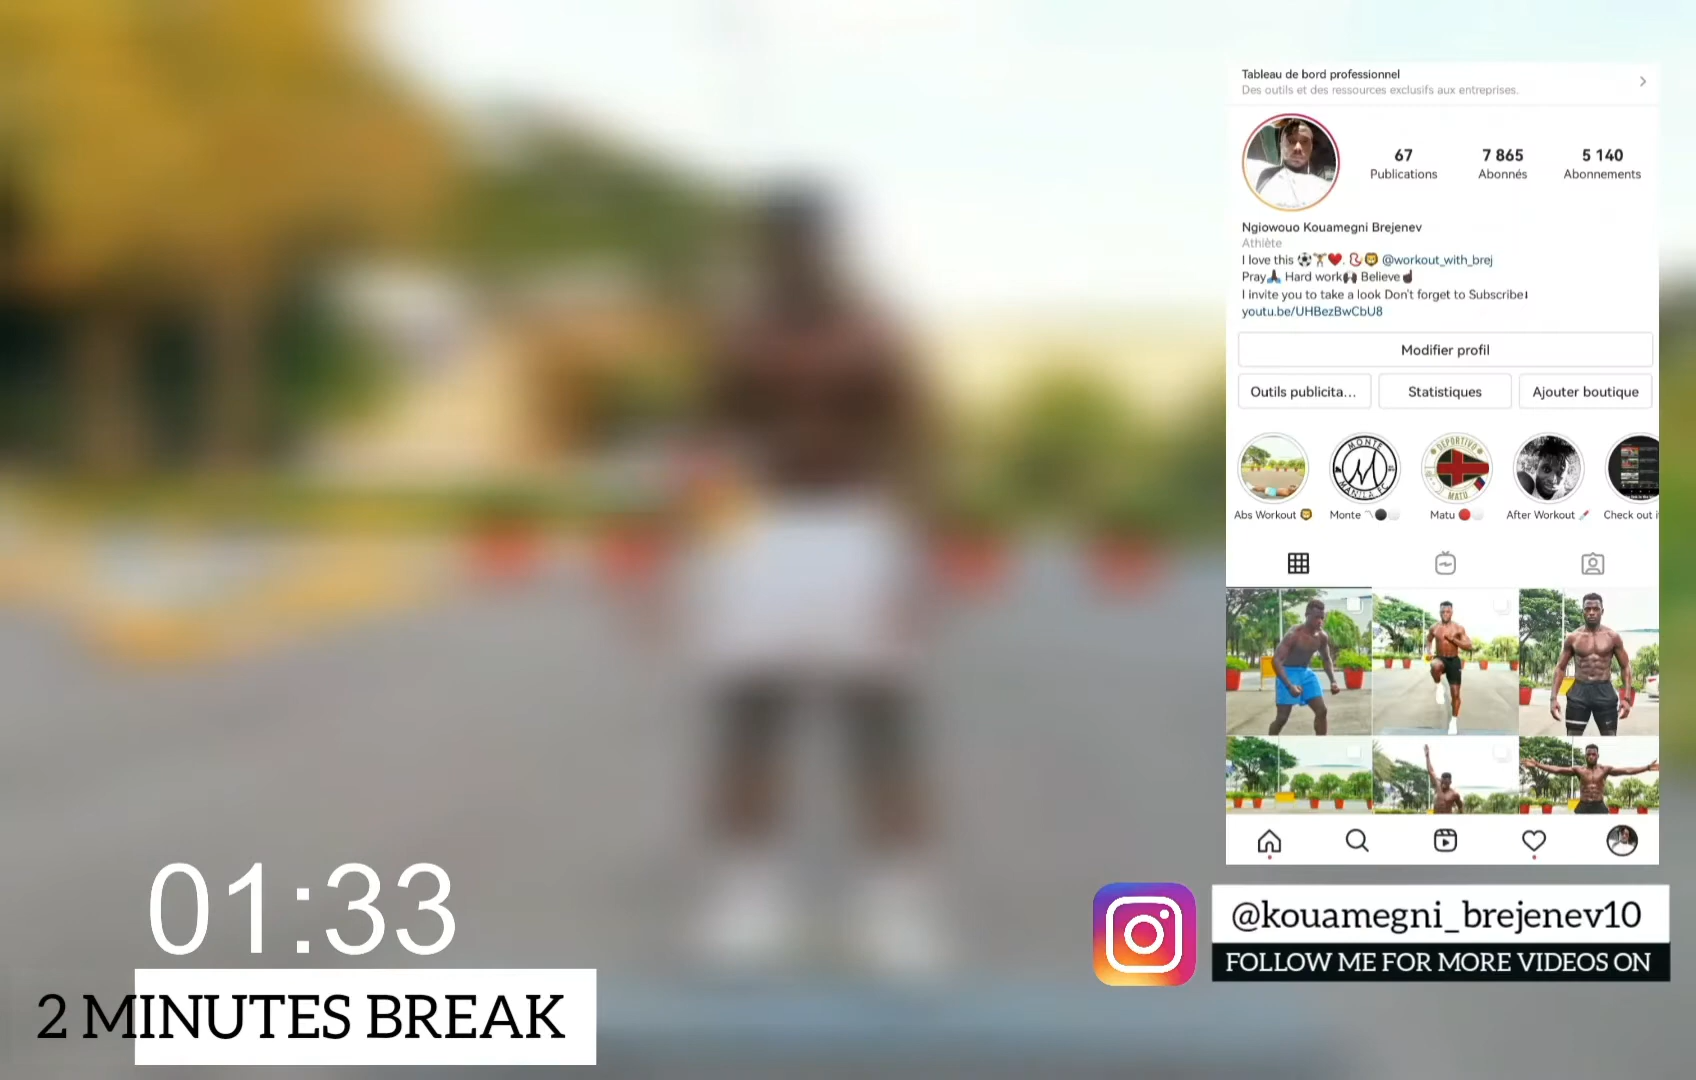 Tableau de bord professionnel
Des outils et des ressources exclusifs aux entreprises.
67
Publications
7 865
Abonnés
5 140
Abonnements
Ngiowouo Kouamegni Brejenev
Athlète
I love this ⚽🏋🏾❤️ @workout_with_brej
Pray🙏🏾 Hard work🙌🏾 Believe☝🏿
I invite you to take a look Don't forget to Subscribe⬇
youtu.be/UHBezBwCbU8
Modifier profil
Outils publicita...
Statistiques
Ajouter boutique
MONTE
DEPORTIVO
MATU
Abs Workout 🦁
Monte 〽⚫⚪
Matu 🔴⚪
After Workout
Check out
01:33
2 MINUTES BREAK
@kouamegni_brejenev10
FOLLOW ME FOR MORE VIDEOS ON